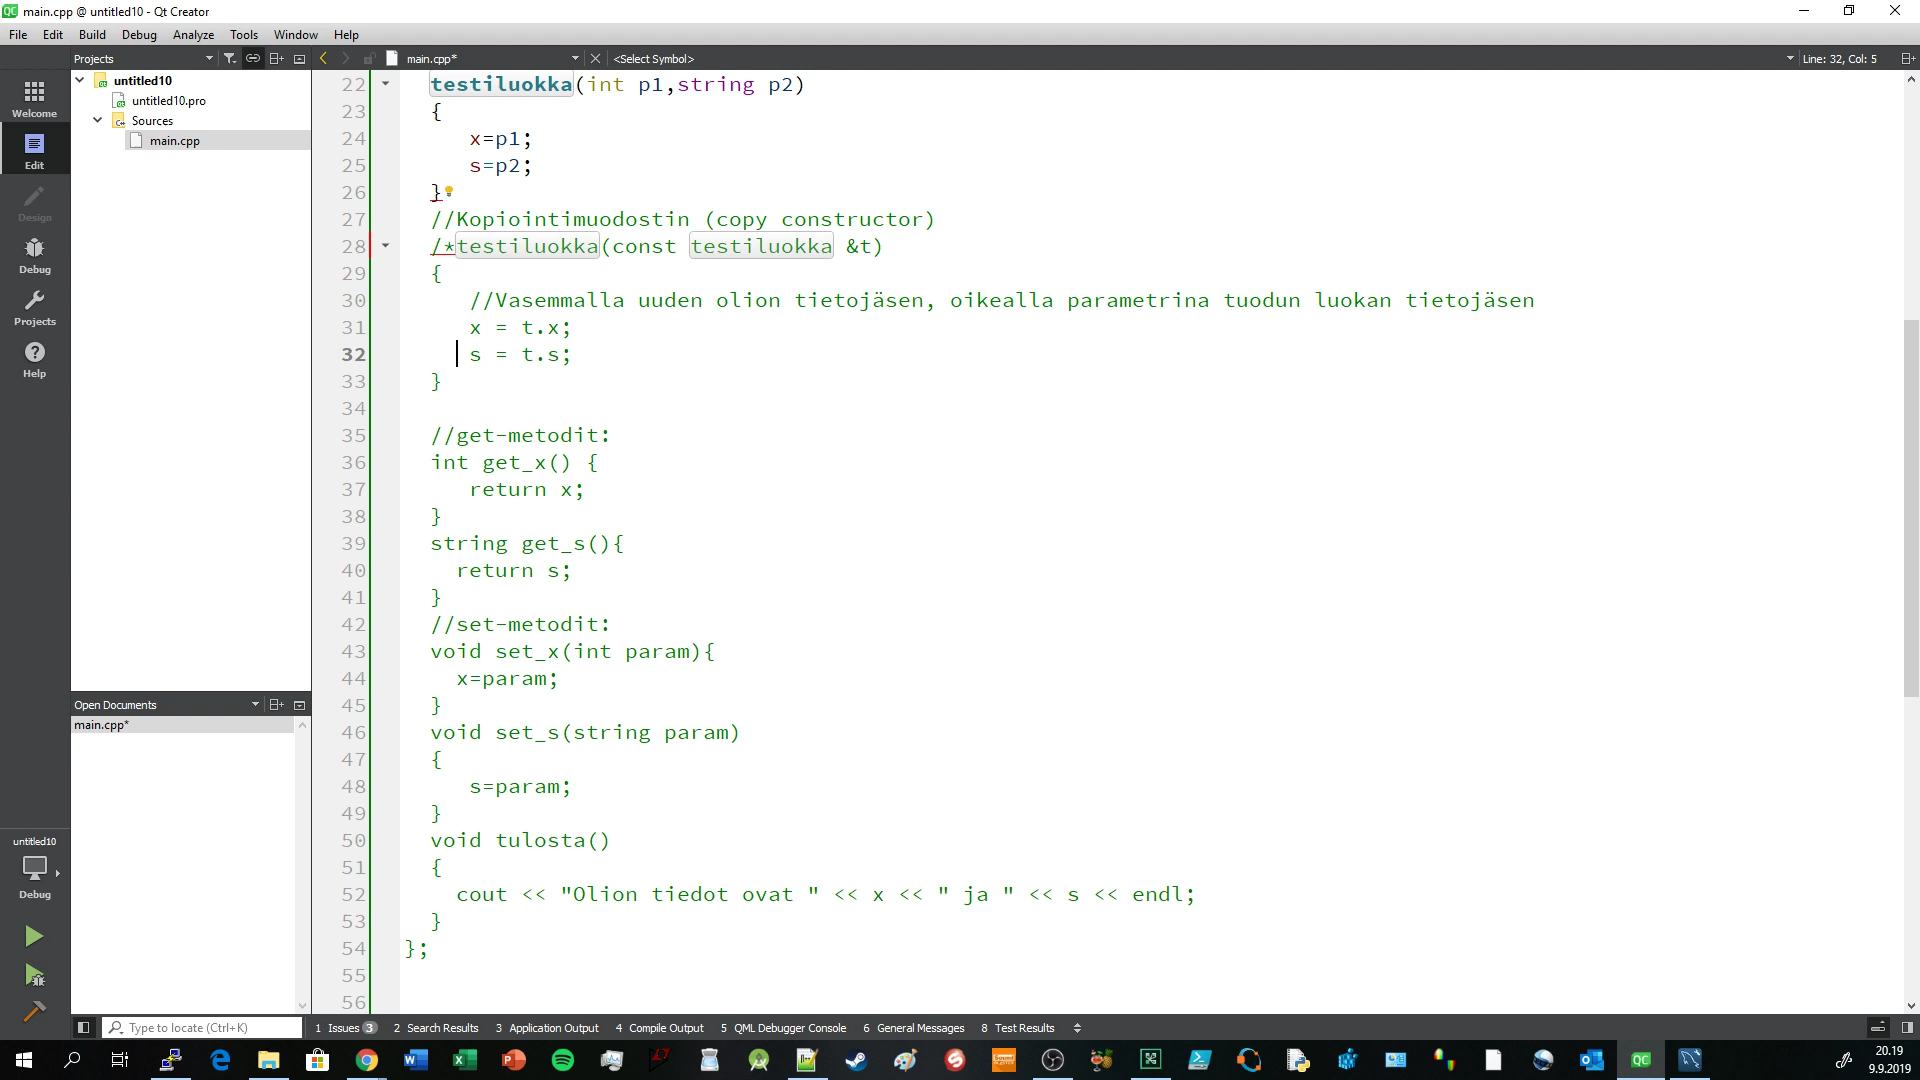 main.cpp @ untitled10 - Qt Creator
File Edit Build Debug Analyze Tools Window Help
Projects main.cpp* <Select Symbol> Line: 32, Col: 5
untitled10
untitled10.pro
Sources
main.cpp
Welcome
Edit
Design
Debug
Projects
Help
22 testiluokka(int p1,string p2)
23 {
24 x=p1;
25 s=p2;
26 }
27 //Kopiointimuodostin (copy constructor)
28 /*testiluokka(const testiluokka &t)
29 {
30 //Vasemmalla uuden olion tietojäsen, oikealla parametrina tuodun luokan tietojäsen
31 x = t.x;
32 s = t.s;
33 }
34
35 //get-metodit:
36 int get_x() {
37 return x;
38 }
39 string get_s(){
40 return s;
41 }
42 //set-metodit:
43 void set_x(int param){
44 x=param;
45 }
46 void set_s(string param)
47 {
48 s=param;
49 }
50 void tulosta()
51 {
52 cout << "Olion tiedot ovat " << x << " ja " << s << endl;
53 }
54 };
55
56
Open Documents
main.cpp*
untitled10
Debug
Type to locate (Ctrl+K) 1 Issues 3 2 Search Results 3 Application Output 4 Compile Output 5 QML Debugger Console 6 General Messages 8 Test Results
20.19
9.9.2019